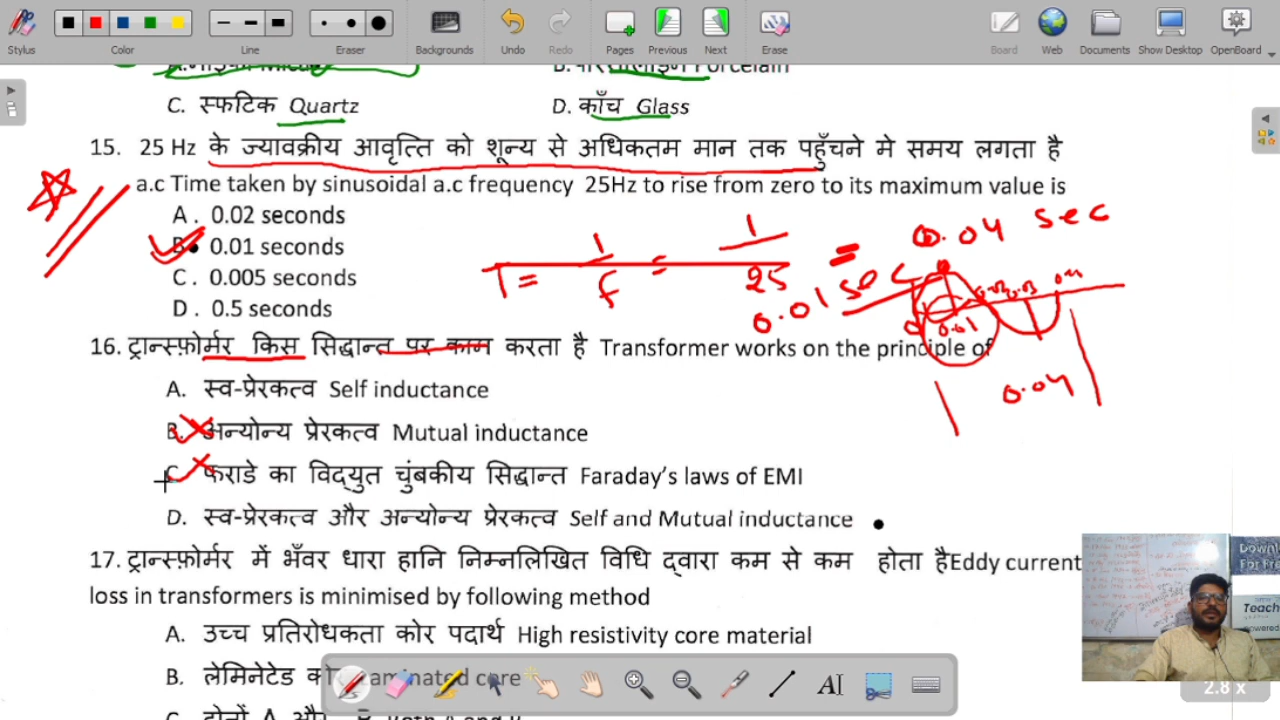 Stylus Color Line Eraser Backgrounds Undo Redo Pages Previous Next Erase Board Web Documents Show Desktop OpenBoard
Porcelain
C. स्फटिक Quartz D. काँच Glass
15. 25 Hz के ज्यावक्रीय आवृत्ति को शून्य से अधिकतम मान तक पहुँचने मे समय लगता है
a.c Time taken by sinusoidal a.c frequency 25Hz to rise from zero to its maximum value is
A . 0.02 seconds
B. 0.01 seconds
C . 0.005 seconds
D . 0.5 seconds
T = 1/f = 1/25 = 0.04 sec
0.01 sec
0.01
0.04
16. ट्रान्स्फ़ोर्मर किस सिद्धान्त पर काम करता है Transformer works on the principle of
A. स्व-प्रेरकत्व Self inductance
B. अन्योन्य प्रेरकत्व Mutual inductance
C. फराडे का विद्युत चुंबकीय सिद्धान्त Faraday's laws of EMI
D. स्व-प्रेरकत्व और अन्योन्य प्रेरकत्व Self and Mutual inductance
17. ट्रान्स्फ़ोर्मर में भँवर धारा हानि निम्नलिखित विधि द्वारा कम से कम होता हैEddy current
loss in transformers is minimised by following method
A. उच्च प्रतिरोधकता कोर पदार्थ High resistivity core material
B. लेमिनेटेड core
Teach
2.8 x